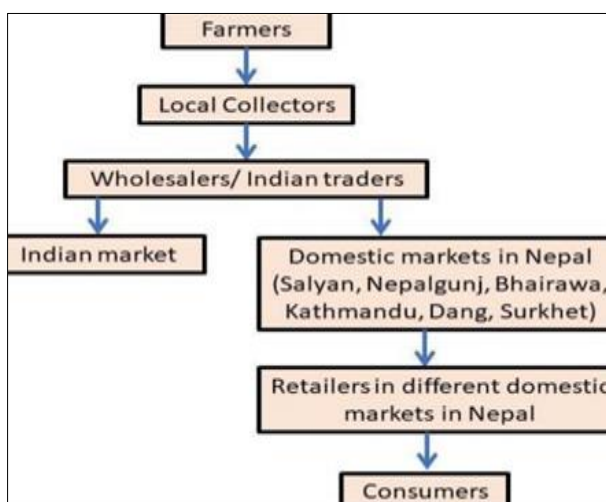 Farmers
Local Collectors
Wholesalers/ Indian traders
Indian market
Domestic markets in Nepal
(Salyan, Nepalgunj, Bhairawa,
Kathmandu, Dang, Surkhet)
Retailers in different domestic
markets in Nepal
Consumers